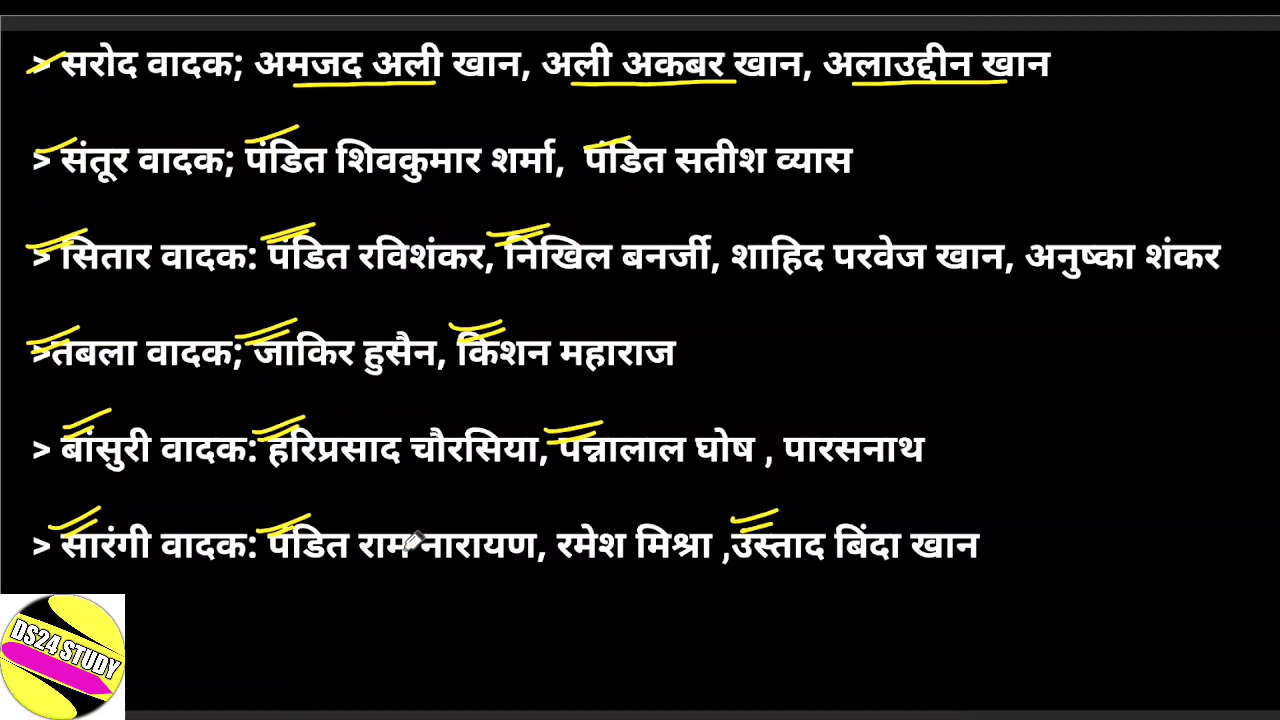 > सरोद वादक; अमजद अली खान, अली अकबर खान, अलाउद्दीन खान
> संतूर वादक; पंडित शिवकुमार शर्मा, पंडित सतीश व्यास
> सितार वादक: पंडित रविशंकर, निखिल बनर्जी, शाहिद परवेज खान, अनुष्का शंकर
>तबला वादक; जाकिर हुसैन, किशन महाराज
> बांसुरी वादक: हरिप्रसाद चौरसिया, पन्नालाल घोष , पारसनाथ
> सारंगी वादक: पंडित राम नारायण, रमेश मिश्रा ,उस्ताद बिंदा खान
DS24 STUDY